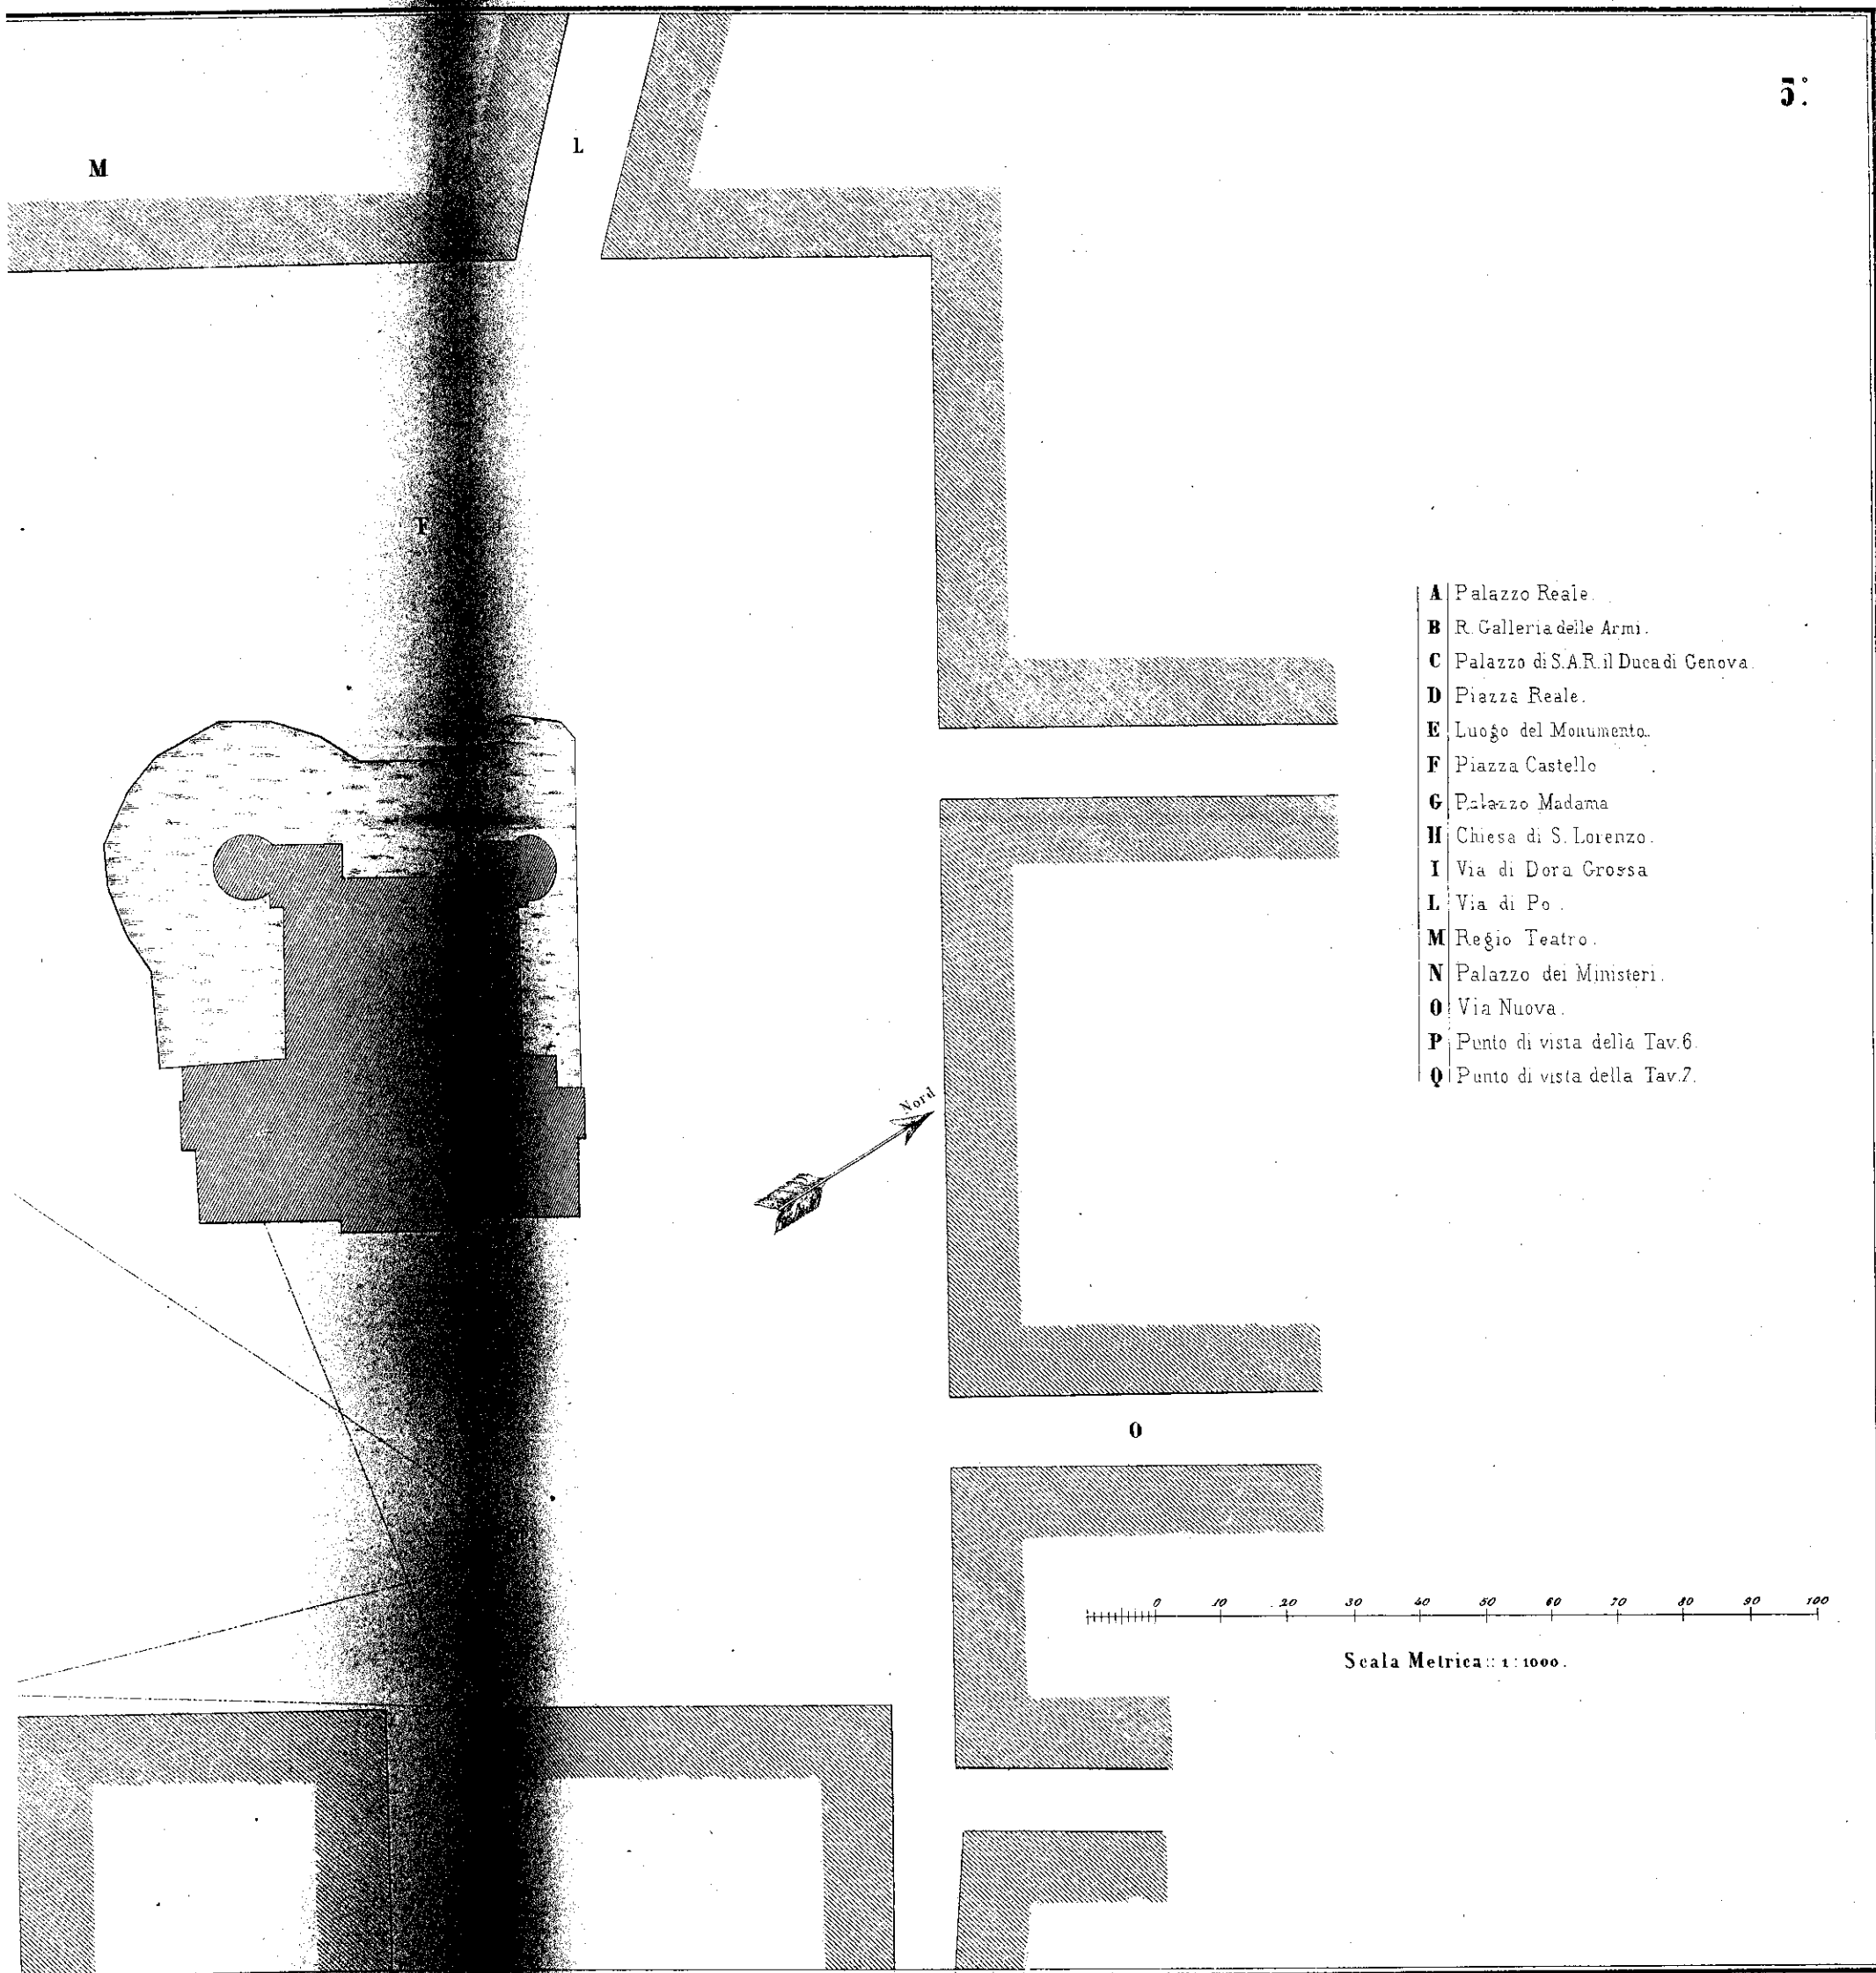 5.°
M
L
F
A Palazzo Reale.
B R. Galleria delle Armi.
C Palazzo di S.A.R. il Duca di Genova.
D Piazza Reale.
E Luogo del Monumento.
F Piazza Castello
G Palazzo Madama
H Chiesa di S. Lorenzo.
I Via di Dora Grossa
L Via di Po.
M Regio Teatro.
N Palazzo dei Ministeri.
O Via Nuova.
P Punto di vista della Tav. 6.
Q Punto di vista della Tav. 7.
Nord
O
0 10 20 30 40 50 60 70 80 90 100
Scala Metrica :: 1 : 1000.